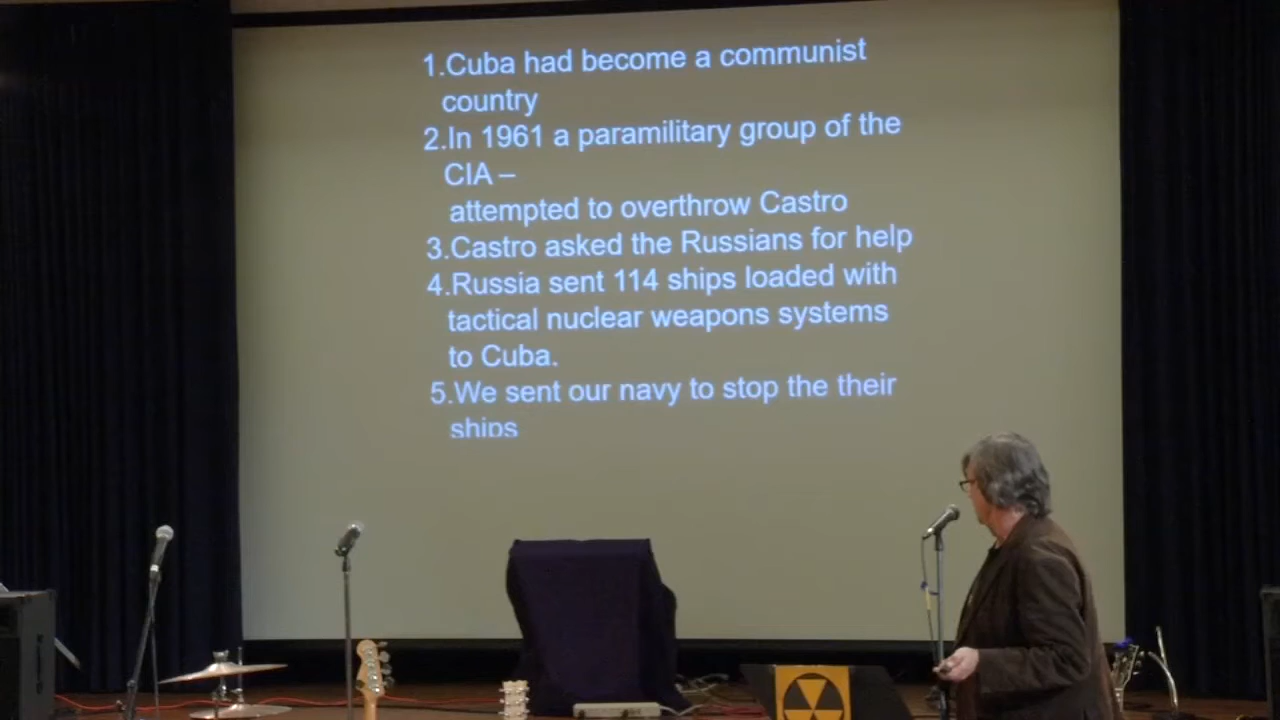 1.Cuba had become a communist
country
2.In 1961 a paramilitary group of the
CIA –
attempted to overthrow Castro
3.Castro asked the Russians for help
4.Russia sent 114 ships loaded with
tactical nuclear weapons systems
to Cuba.
5.We sent our navy to stop the their
ships